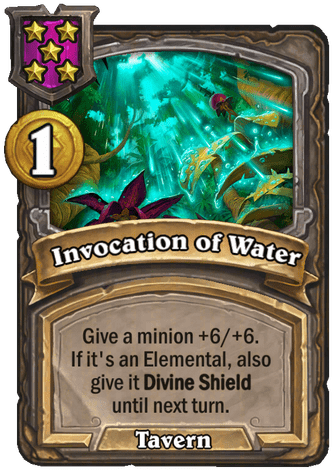 1
Invocation of Water
Give a minion +6/+6.
If it's an Elemental, also
give it Divine Shield
until next turn.
Tavern